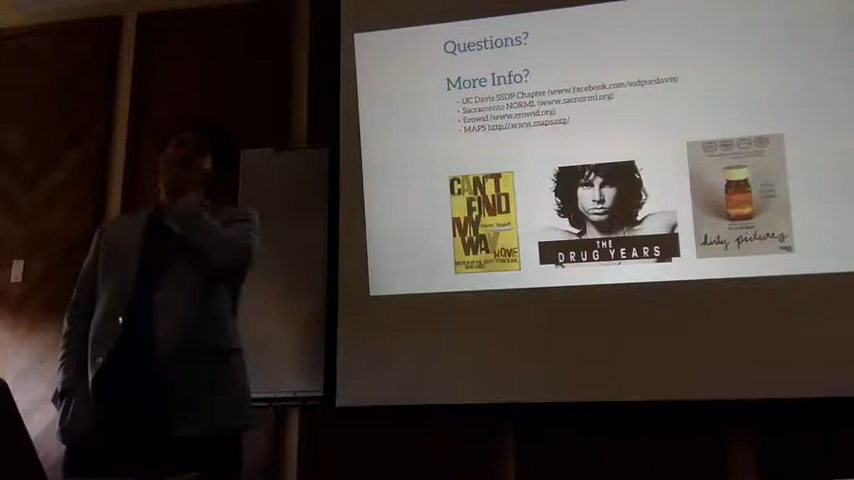 Questions?
More Info?
- UC Davis SSDP Chapter (www.facebook.com/ssdpucdavis)
- Sacramento NORML (www.sacnorml.org)
- Erowid (www.erowid.org)
- MAPS http://www.maps.org/
CAN'T
FIND
MY
WAY
HOME
THE
DRUG YEARS
dirty pictures